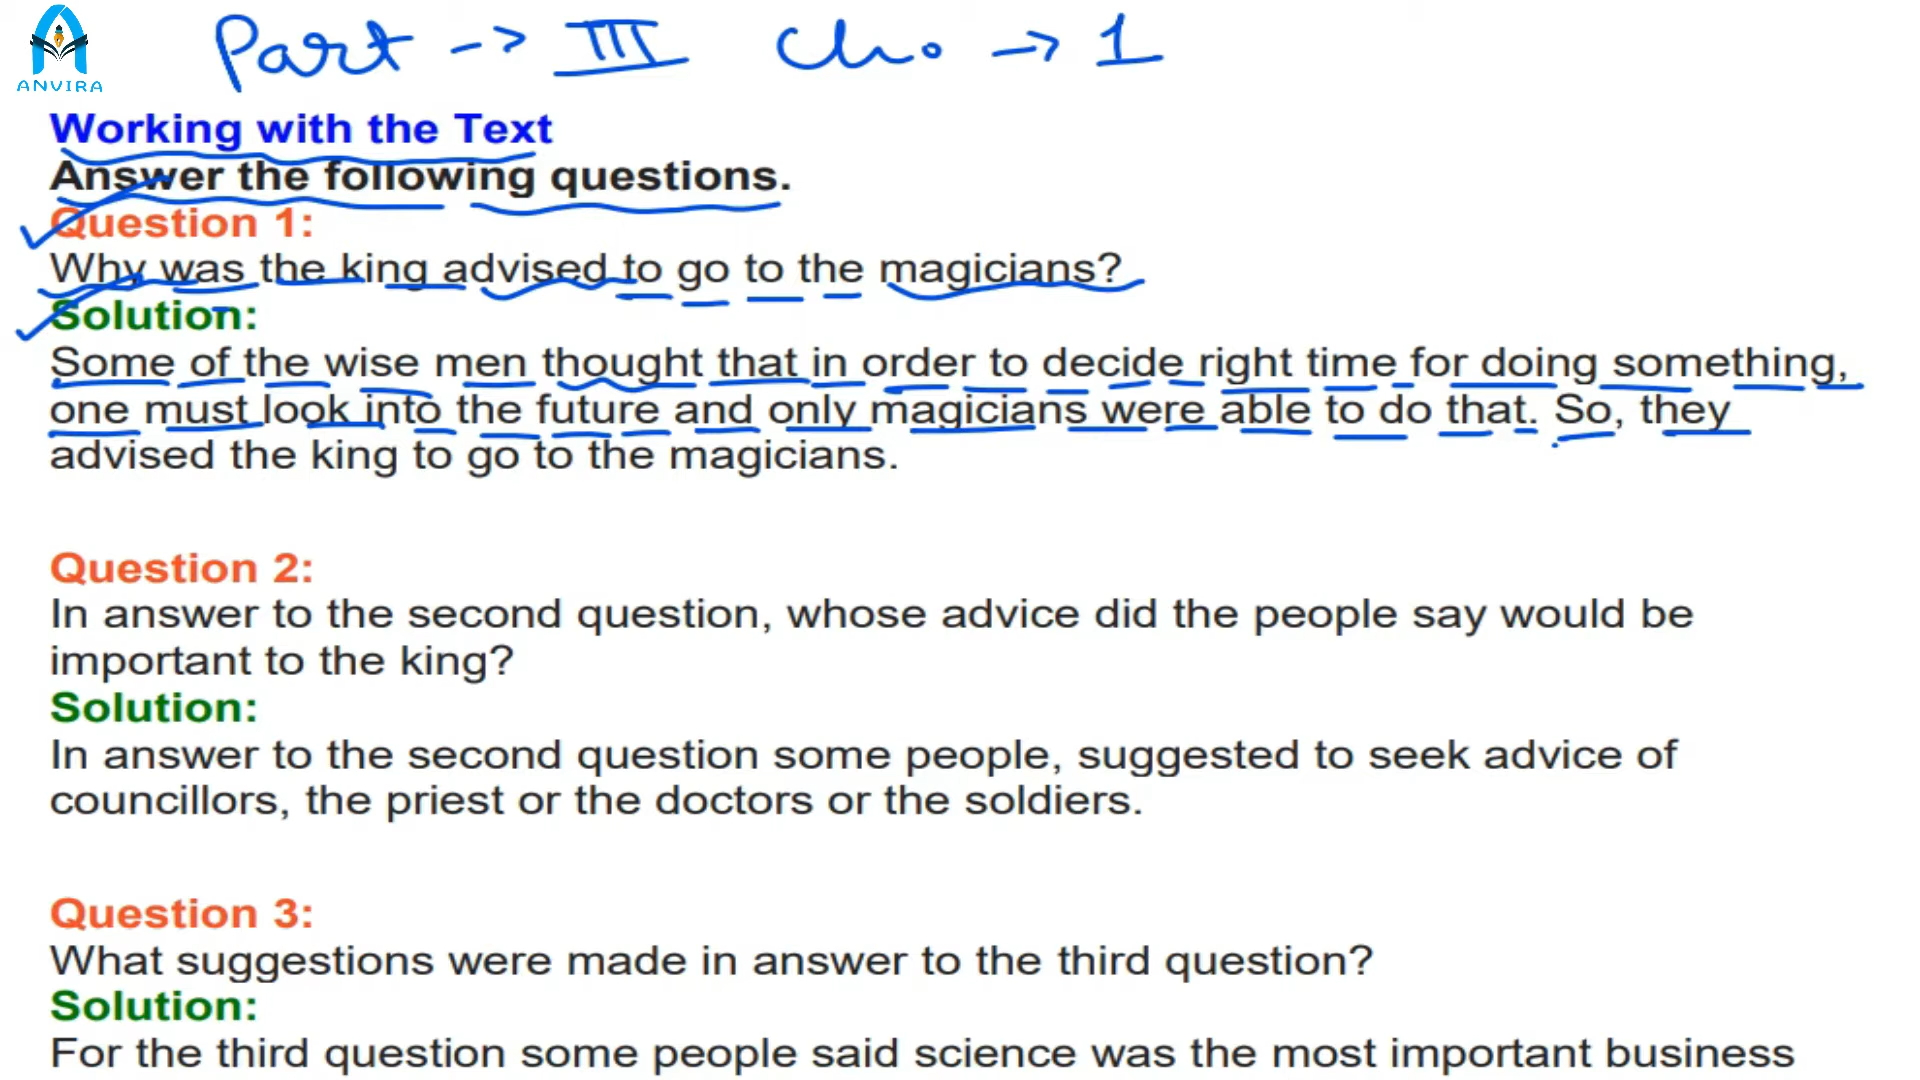 ANVIRA
Part -> III Ch. -> 1
Working with the Text
Answer the following questions.
Question 1:
Why was the king advised to go to the magicians?
Solution:
Some of the wise men thought that in order to decide right time for doing something,
one must look into the future and only magicians were able to do that. So, they
advised the king to go to the magicians.
Question 2:
In answer to the second question, whose advice did the people say would be
important to the king?
Solution:
In answer to the second question some people, suggested to seek advice of
councillors, the priest or the doctors or the soldiers.
Question 3:
What suggestions were made in answer to the third question?
Solution:
For the third question some people said science was the most important business